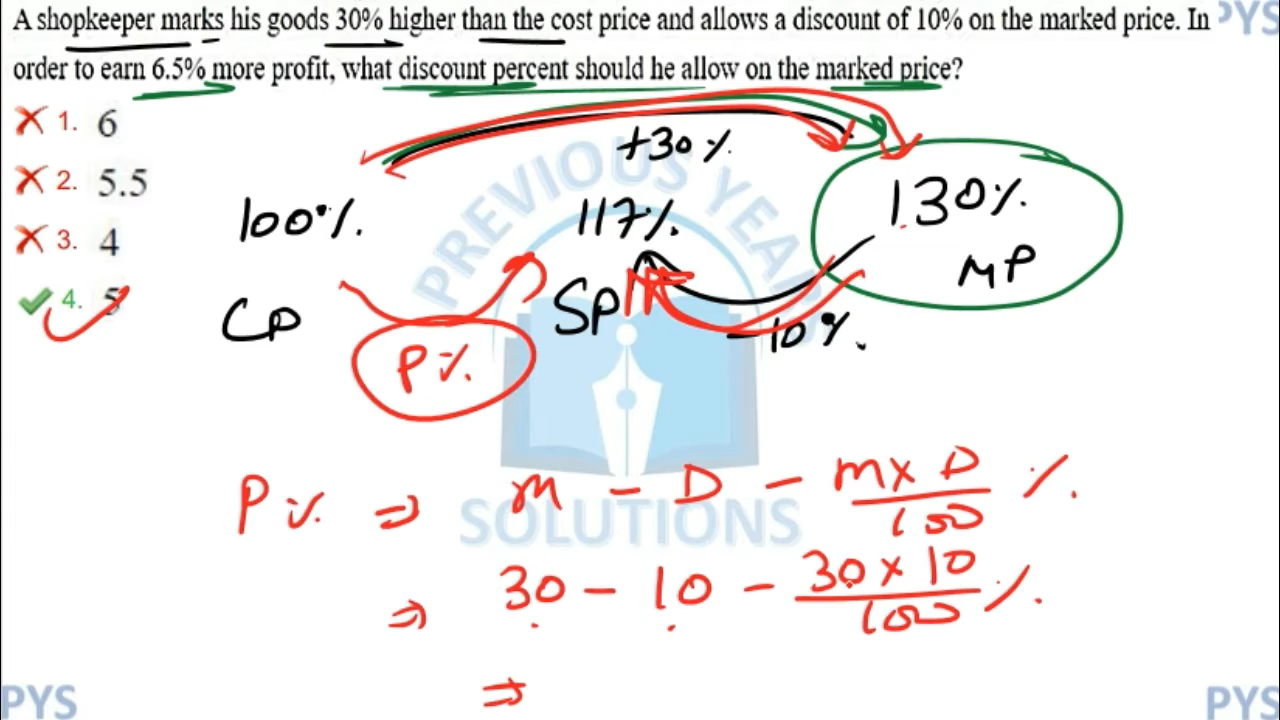 A shopkeeper marks his goods 30% higher than the cost price and allows a discount of 10% on the marked price. In
order to earn 6.5% more profit, what discount percent should he allow on the marked price?
PYS
X 1. 6
X 2. 5.5
X 3. 4
✔ 4. 5
+30%
100%
117%
130%
MP
CP
SP
-10%
P%
PREVIOUS YEAR
SOLUTIONS
P% ⇒ M - D - M×D/100 %
⇒ 30 - 10 - 30×10/100 %
⇒
PYS
PYS